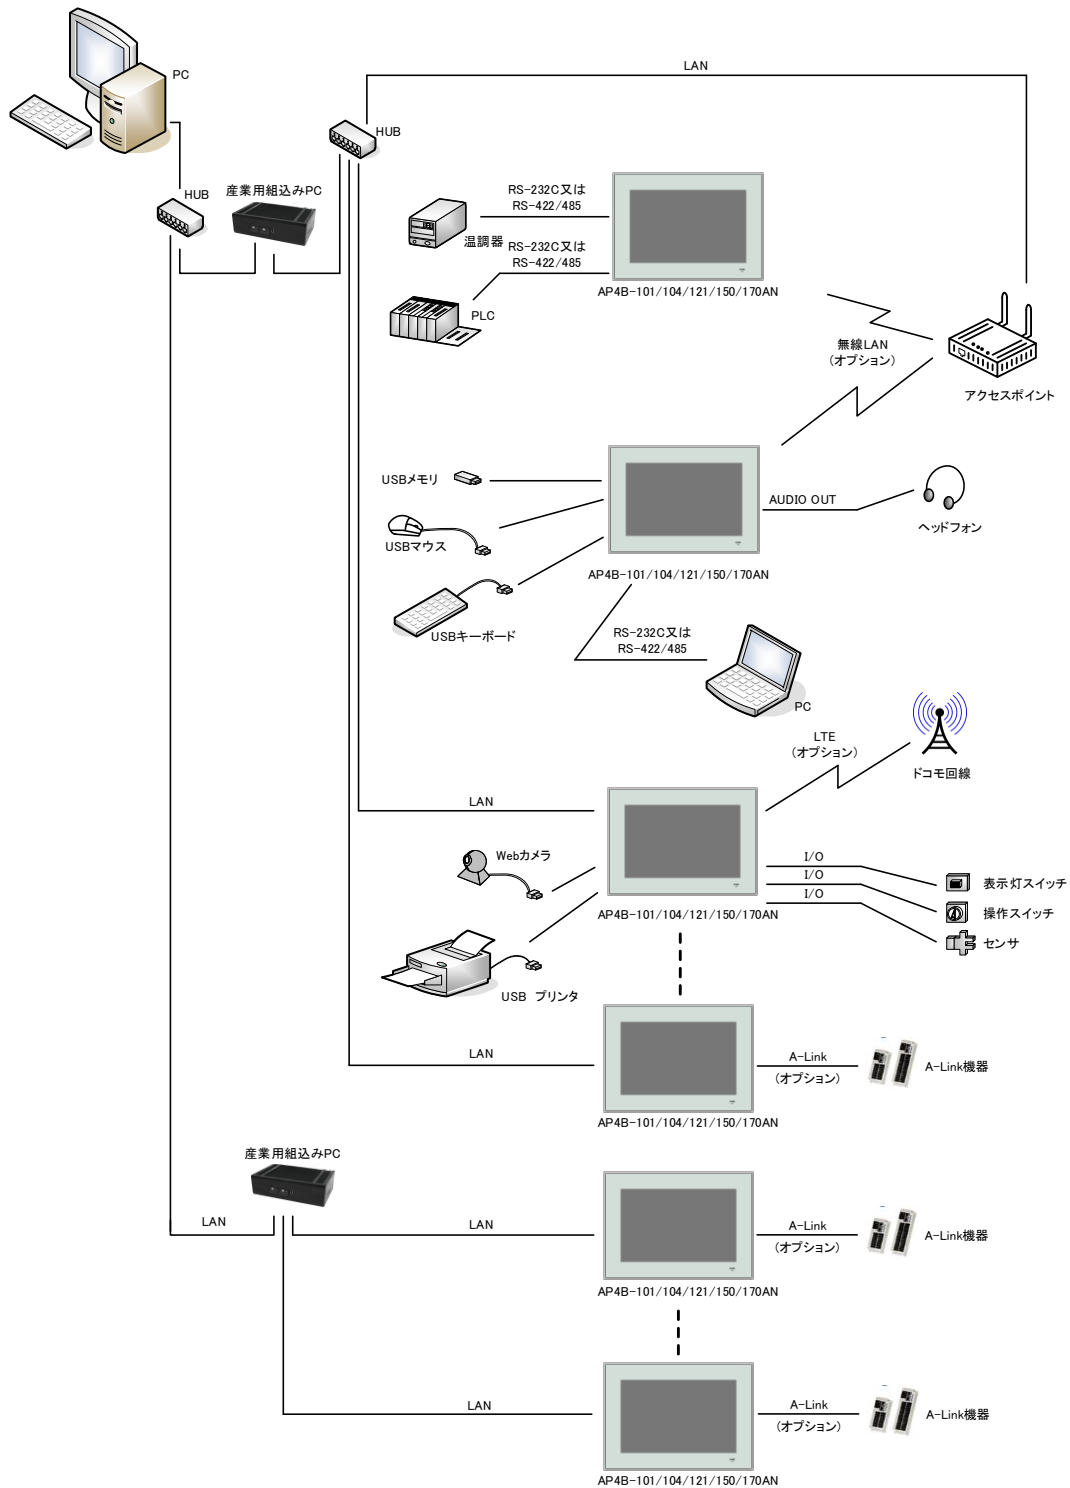 PC
LAN
HUB
HUB
産業用組込みPC
RS-232C又は
RS-422/485
温調器
RS-232C又は
RS-422/485
PLC
AP4B-101/104/121/150/170AN
無線LAN
(オプション)
アクセスポイント
USBメモリ
USBマウス
USBキーボード
AUDIO OUT
ヘッドフォン
AP4B-101/104/121/150/170AN
RS-232C又は
RS-422/485
PC
LTE
(オプション)
ドコモ回線
LAN
Webカメラ
USB プリンタ
I/O
I/O
I/O
表示灯スイッチ
操作スイッチ
センサ
AP4B-101/104/121/150/170AN
LAN
A-Link
(オプション)
A-Link機器
AP4B-101/104/121/150/170AN
産業用組込みPC
LAN
LAN
A-Link
(オプション)
A-Link機器
AP4B-101/104/121/150/170AN
LAN
A-Link
(オプション)
A-Link機器
AP4B-101/104/121/150/170AN